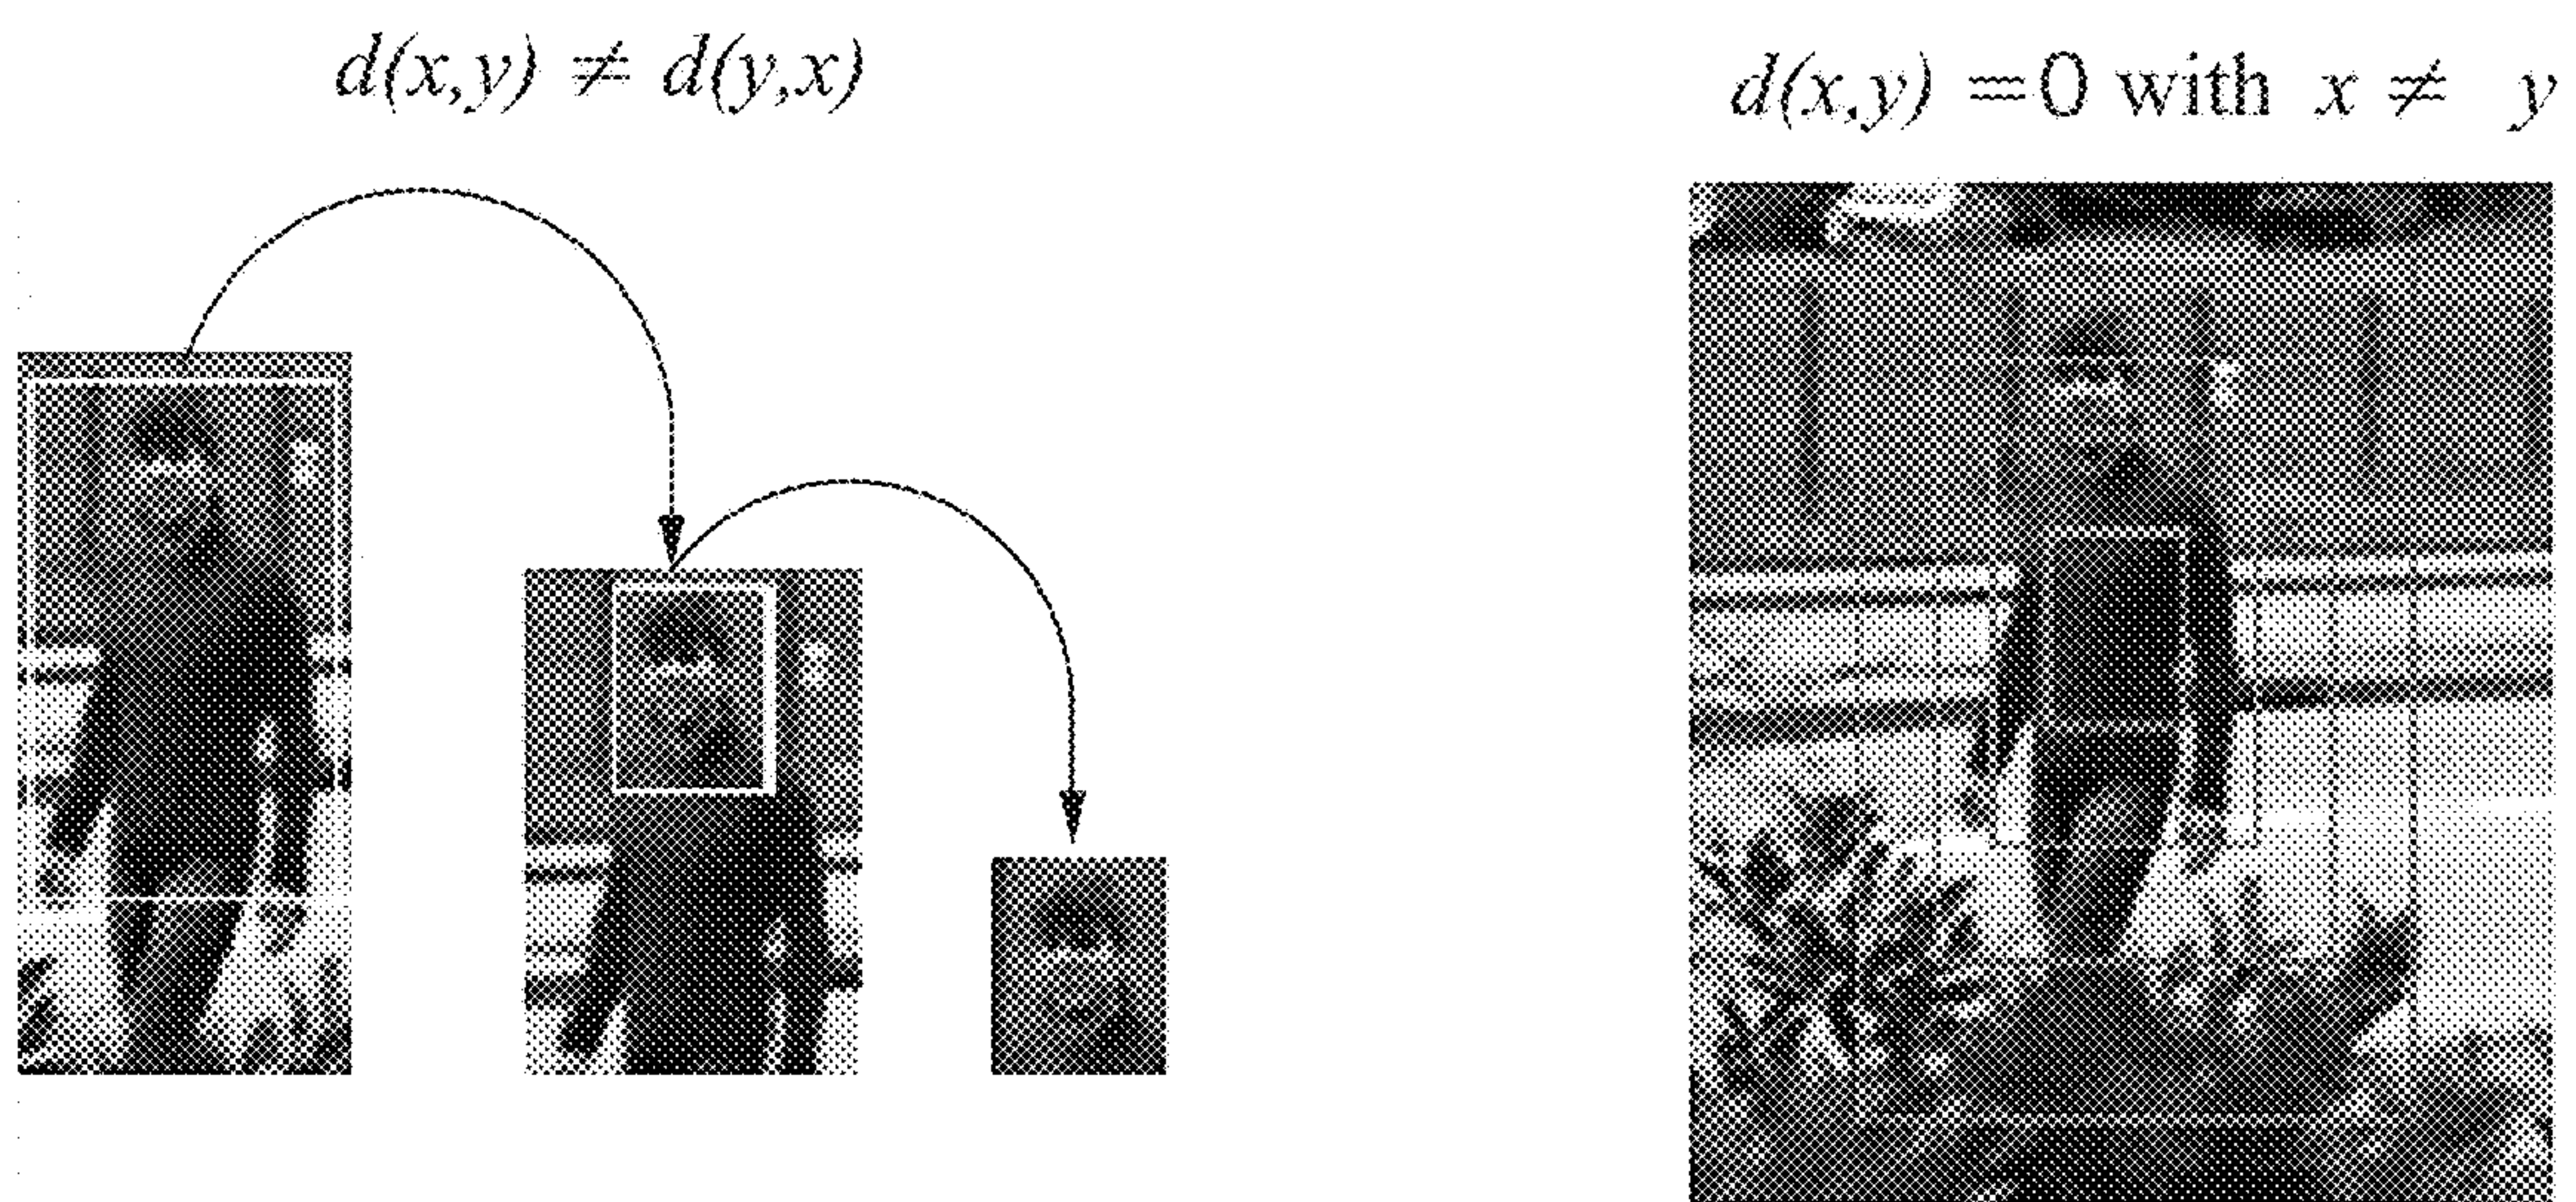 d(x,y) ≠ d(y,x)
d(x,y) =0 with x ≠ y